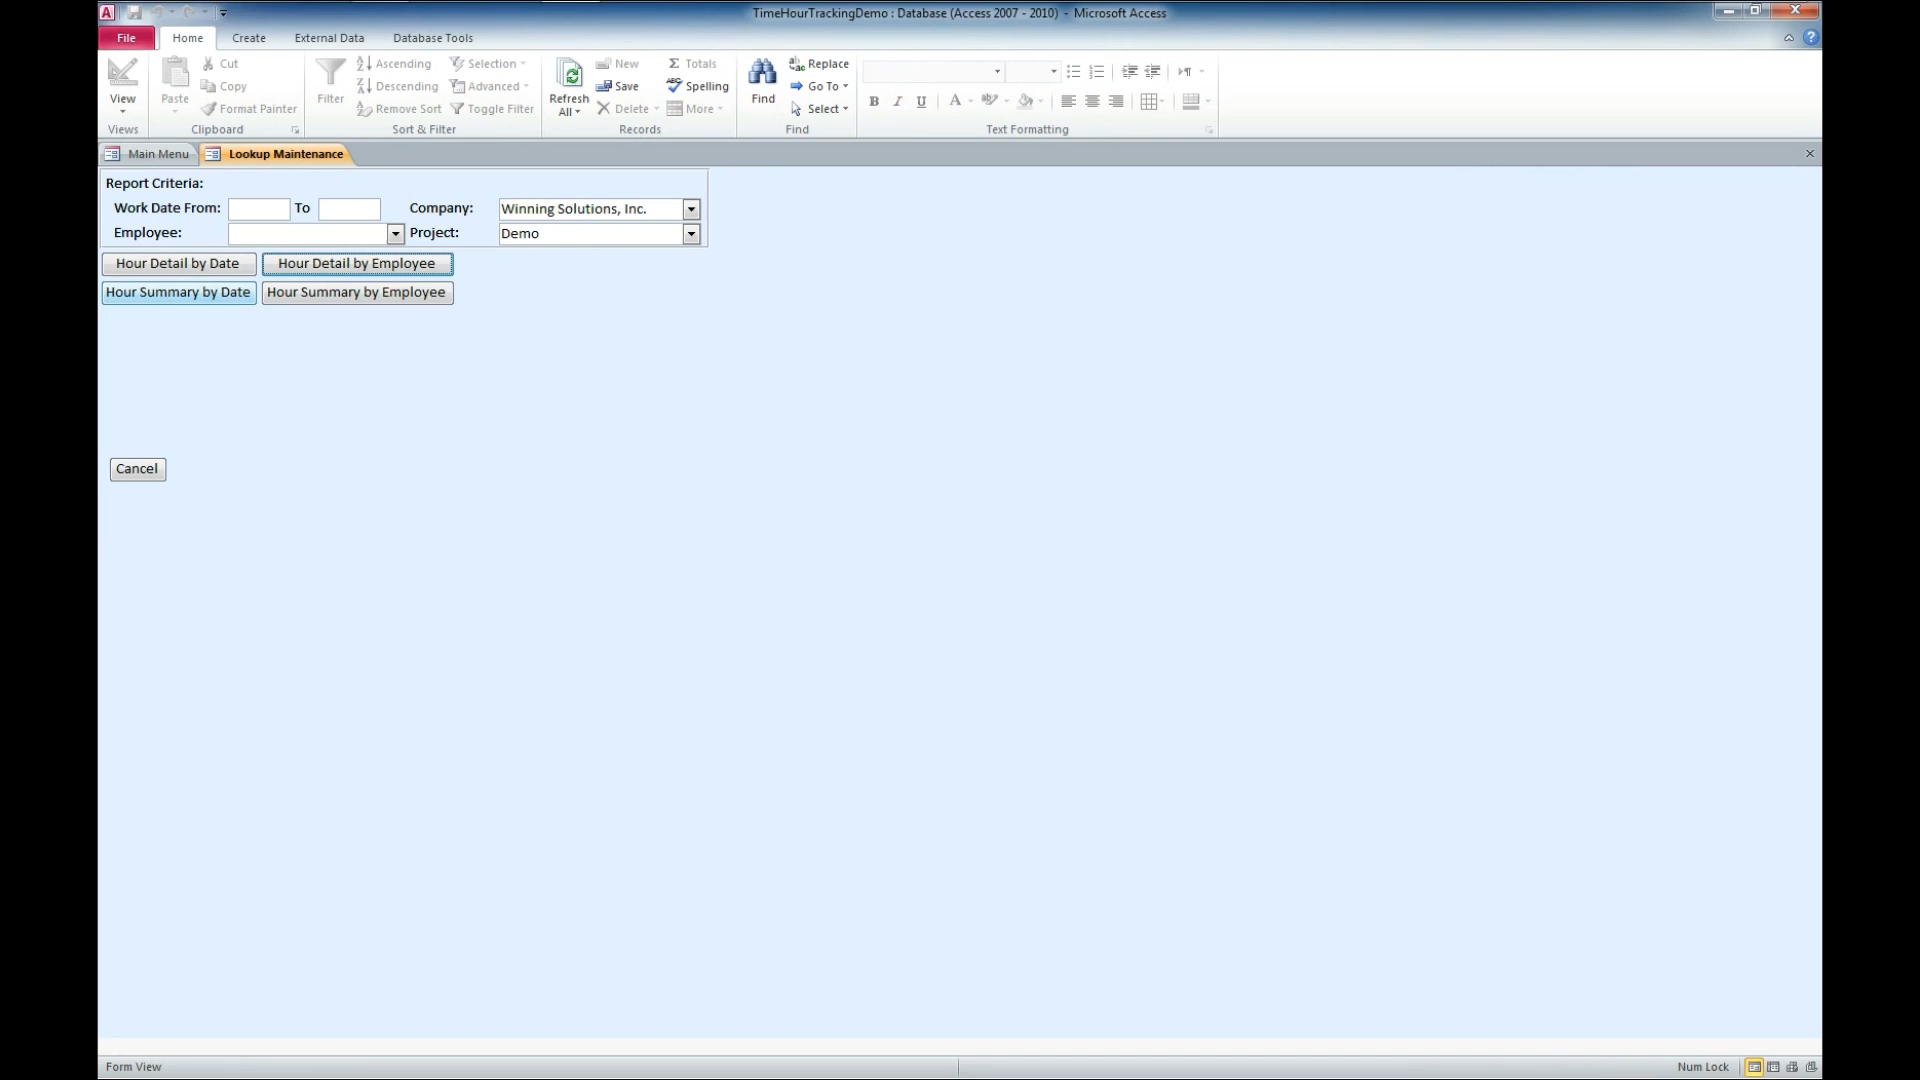 TimeHourTrackingDemo : Database (Access 2007 - 2010) - Microsoft Access
File Home Create External Data Database Tools
View
Views
Paste
Cut
Copy
Format Painter
Clipboard
Filter
Ascending
Descending
Remove Sort
Selection
Advanced
Toggle Filter
Sort & Filter
Refresh
All
New
Save
Delete
Totals
Spelling
More
Records
Find
Replace
Go To
Select
Find
B I U A
Text Formatting
Main Menu Lookup Maintenance
Report Criteria:
Work Date From: To Company: Winning Solutions, Inc.
Employee: Project: Demo
Hour Detail by Date Hour Detail by Employee
Hour Summary by Date Hour Summary by Employee
Cancel
Form View Num Lock